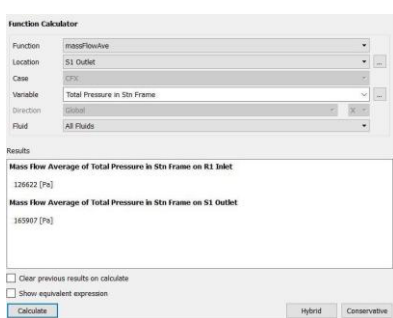 Function Calculator
Function massFlowAve
Location S1 Outlet ...
Case CFX
Variable Total Pressure in Stn Frame ...
Direction Global X
Fluid All Fluids
Results
Mass Flow Average of Total Pressure in Stn Frame on R1 Inlet
126622 [Pa]
Mass Flow Average of Total Pressure in Stn Frame on S1 Outlet
165907 [Pa]
Clear previous results on calculate
Show equivalent expression
Calculate Hybrid Conservative